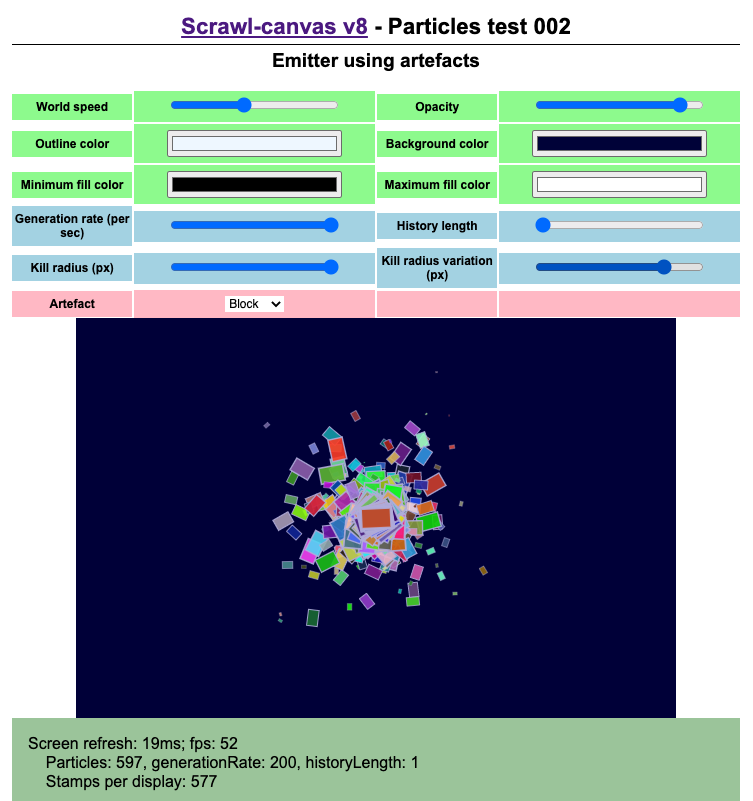 Scrawl-canvas v8 - Particles test 002
Emitter using artefacts
World speed
Opacity
Outline color
Background color
Minimum fill color
Maximum fill color
Generation rate (per
sec)
History length
Kill radius (px)
Kill radius variation
(px)
Artefact
Block
Screen refresh: 19ms; fps: 52
Particles: 597, generationRate: 200, historyLength: 1
Stamps per display: 577